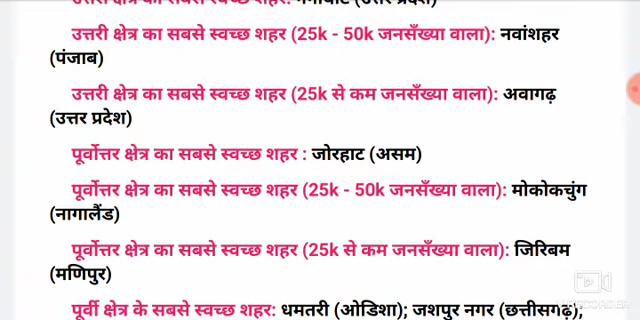 उत्तरी क्षेत्र का सबसे स्वच्छ शहर (25k - 50k जनसँख्या वाला): नवांशहर
(पंजाब)
उत्तरी क्षेत्र का सबसे स्वच्छ शहर (25k से कम जनसँख्या वाला): अवागढ़
(उत्तर प्रदेश)
पूर्वोत्तर क्षेत्र का सबसे स्वच्छ शहर : जोरहाट (असम)
पूर्वोत्तर क्षेत्र का सबसे स्वच्छ शहर (25k - 50k जनसँख्या वाला): मोकोकचुंग
(नागालैंड)
पूर्वोत्तर क्षेत्र का सबसे स्वच्छ शहर (25k से कम जनसँख्या वाला): जिरिबम
(मणिपुर)
पूर्वी क्षेत्र के सबसे स्वच्छ शहर: धमतरी (ओडिशा); जशपुर नगर (छत्तीसगढ़);